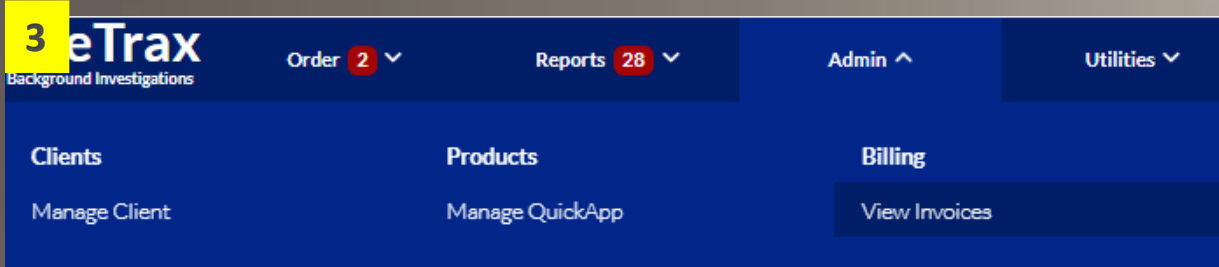 3
eTrax
Background Investigations
Order 2
Reports 28
Admin
Utilities
Clients
Products
Billing
Manage Client
Manage QuickApp
View Invoices